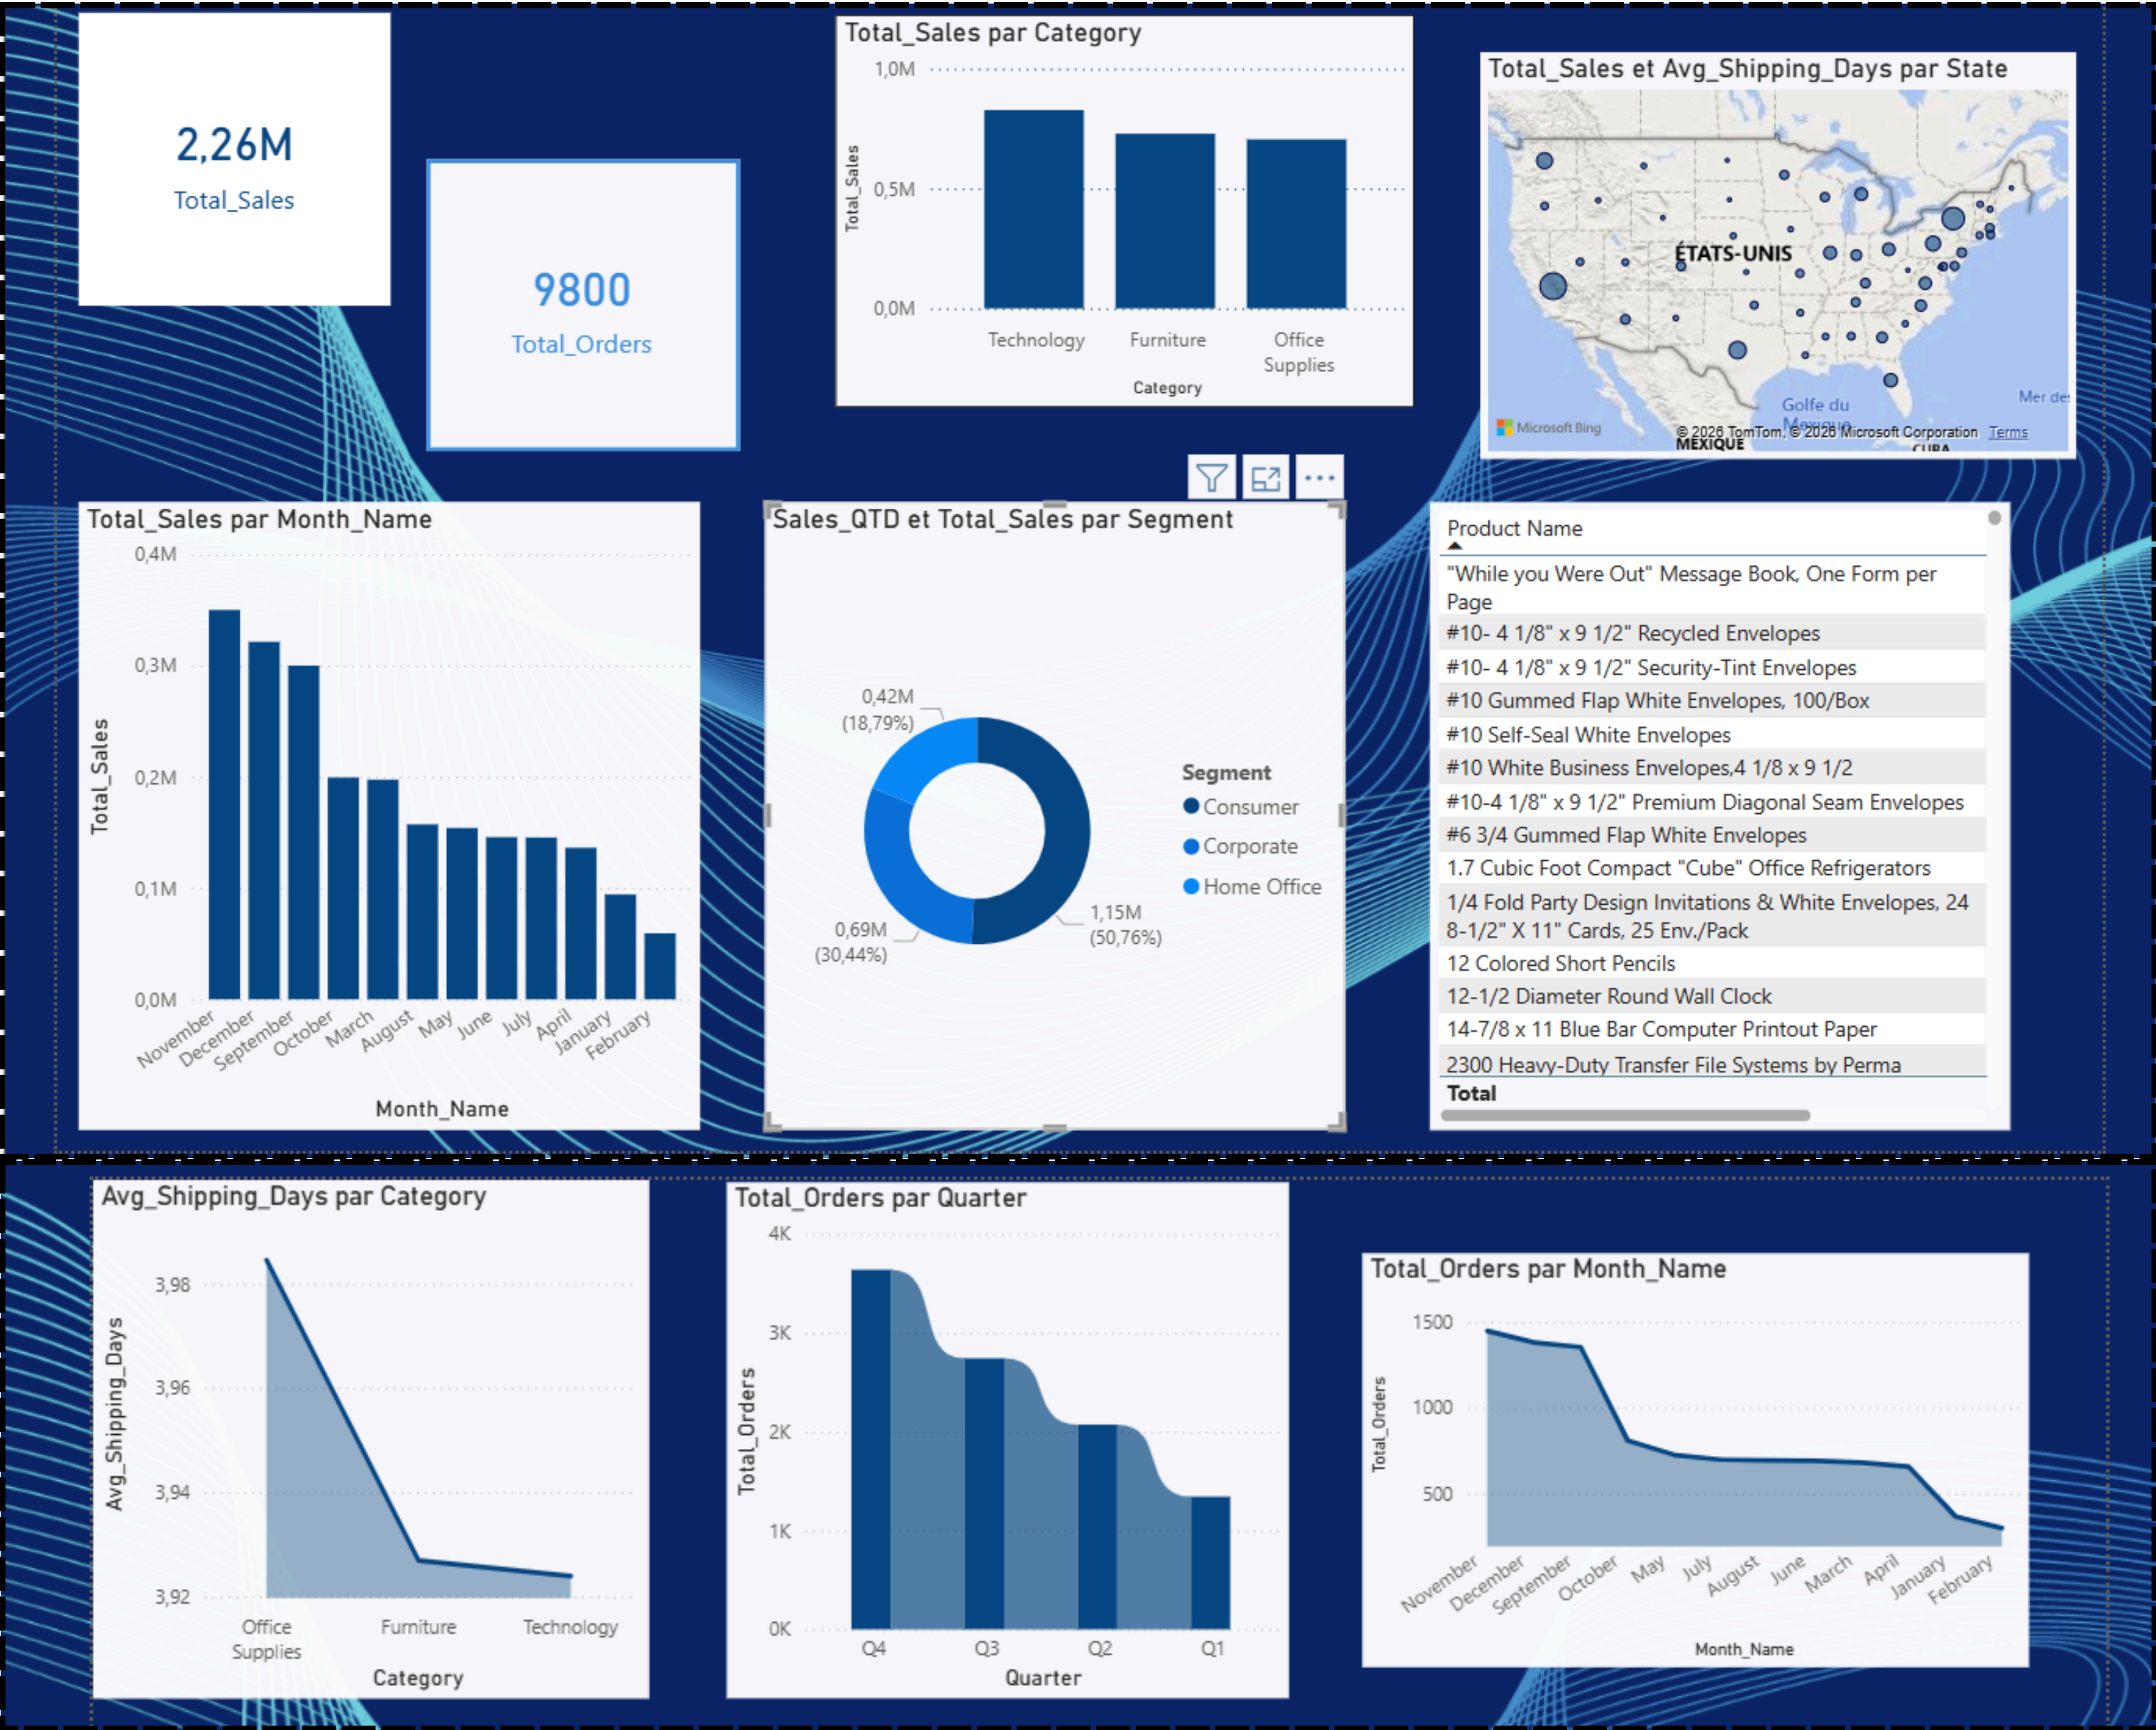 2,26M
Total_Sales
9800
Total_Orders
Total_Sales par Category
1,0M
0,5M
0,0M
Total_Sales
Technology
Furniture
Office
Supplies
Category
Total_Sales et Avg_Shipping_Days par State
ÉTATS-UNIS
Golfe du
Mexique
Mer des
Microsoft Bing
© 2026 TomTom, © 2026 Microsoft Corporation Terms
MEXIQUE
CUBA
Total_Sales par Month_Name
0,4M
0,3M
0,2M
0,1M
0,0M
Total_Sales
November
December
September
October
March
August
May
June
July
April
January
February
Month_Name
Sales_QTD et Total_Sales par Segment
0,42M
(18,79%)
0,69M
(30,44%)
1,15M
(50,76%)
Segment
Consumer
Corporate
Home Office
Product Name
"While you Were Out" Message Book, One Form per
Page
#10- 4 1/8" x 9 1/2" Recycled Envelopes
#10- 4 1/8" x 9 1/2" Security-Tint Envelopes
#10 Gummed Flap White Envelopes, 100/Box
#10 Self-Seal White Envelopes
#10 White Business Envelopes,4 1/8 x 9 1/2
#10-4 1/8" x 9 1/2" Premium Diagonal Seam Envelopes
#6 3/4 Gummed Flap White Envelopes
1.7 Cubic Foot Compact "Cube" Office Refrigerators
1/4 Fold Party Design Invitations & White Envelopes, 24
8-1/2" X 11" Cards, 25 Env./Pack
12 Colored Short Pencils
12-1/2 Diameter Round Wall Clock
14-7/8 x 11 Blue Bar Computer Printout Paper
2300 Heavy-Duty Transfer File Systems by Perma
Total
Avg_Shipping_Days par Category
3,98
3,96
3,94
3,92
Avg_Shipping_Days
Office
Supplies
Furniture
Technology
Category
Total_Orders par Quarter
4K
3K
2K
1K
0K
Total_Orders
Q4
Q3
Q2
Q1
Quarter
Total_Orders par Month_Name
1500
1000
500
Total_Orders
November
December
September
October
May
July
August
June
March
April
January
February
Month_Name